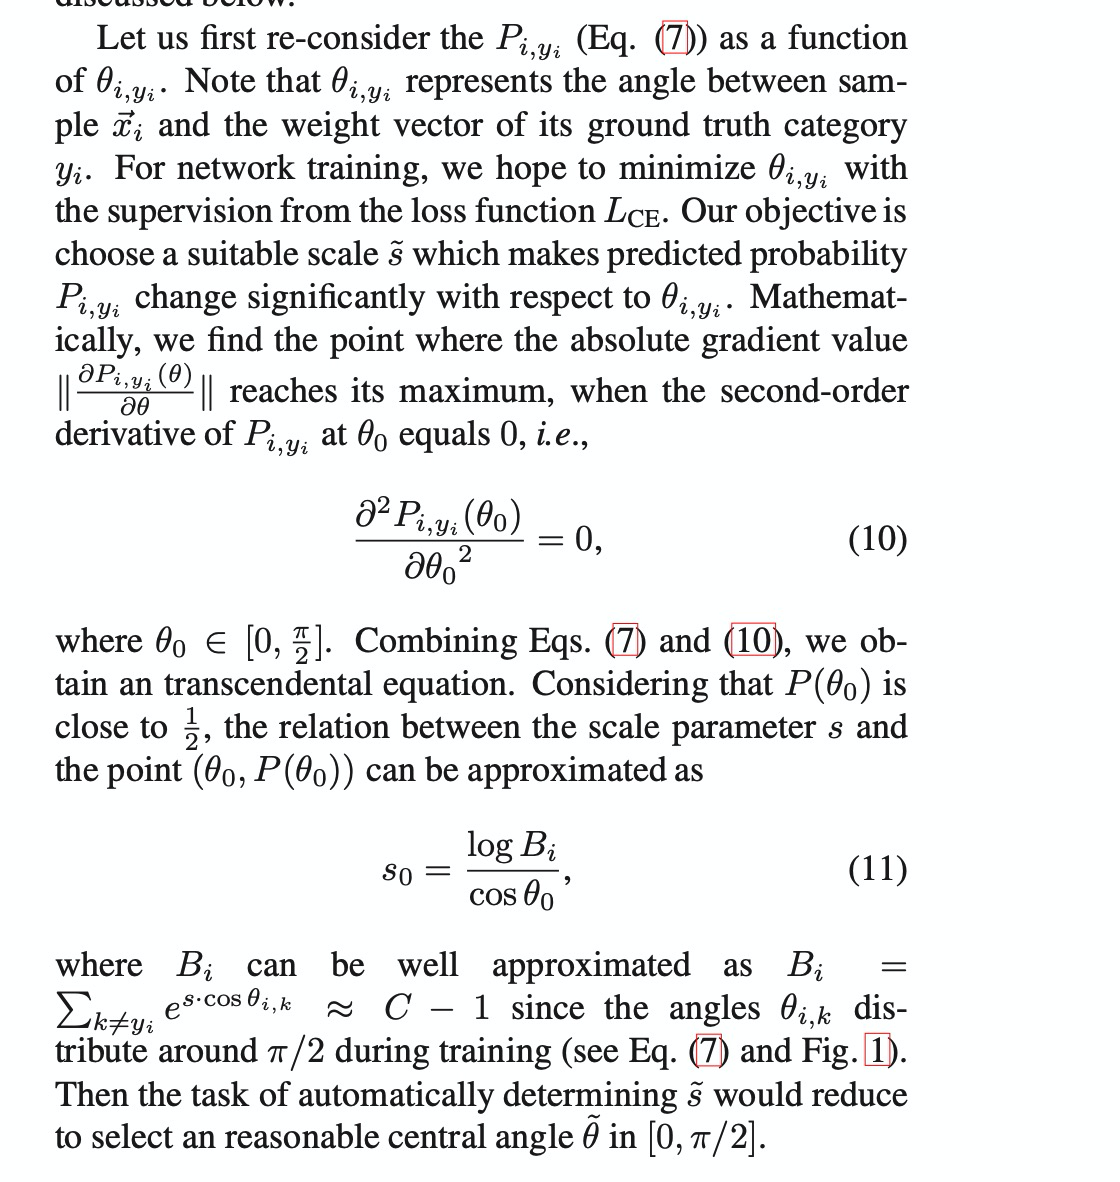 discussed below.
Let us first re-consider the $P_{i,y_i}$ (Eq. (7)) as a function
of $\theta_{i,y_i}$. Note that $\theta_{i,y_i}$ represents the angle between sam-
ple $\vec{x}_i$ and the weight vector of its ground truth category
$y_i$. For network training, we hope to minimize $\theta_{i,y_i}$ with
the supervision from the loss function $L_{\text{CE}}$. Our objective is
choose a suitable scale $\tilde{s}$ which makes predicted probability
$P_{i,y_i}$ change significantly with respect to $\theta_{i,y_i}$. Mathemat-
ically, we find the point where the absolute gradient value
$\|\frac{\partial P_{i,y_i}(\theta)}{\partial \theta}\|$ reaches its maximum, when the second-order
derivative of $P_{i,y_i}$ at $\theta_0$ equals 0, i.e.,
$\frac{\partial^2 P_{i,y_i}(\theta_0)}{\partial {\theta_0}^2} = 0,$ (10)
where $\theta_0 \in [0, \frac{\pi}{2}]$. Combining Eqs. (7) and (10), we ob-
tain an transcendental equation. Considering that $P(\theta_0)$ is
close to $\frac{1}{2}$, the relation between the scale parameter $s$ and
the point $(\theta_0, P(\theta_0))$ can be approximated as
$s_0 = \frac{\log B_i}{\cos \theta_0},$ (11)
where $B_i$ can be well approximated as $B_i =$
$\sum_{k \neq y_i} e^{s \cdot \cos \theta_{i,k}} \approx C - 1$ since the angles $\theta_{i,k}$ dis-
tribute around $\pi/2$ during training (see Eq. (7) and Fig. 1).
Then the task of automatically determining $\tilde{s}$ would reduce
to select an reasonable central angle $\tilde{\theta}$ in $[0, \pi/2]$.